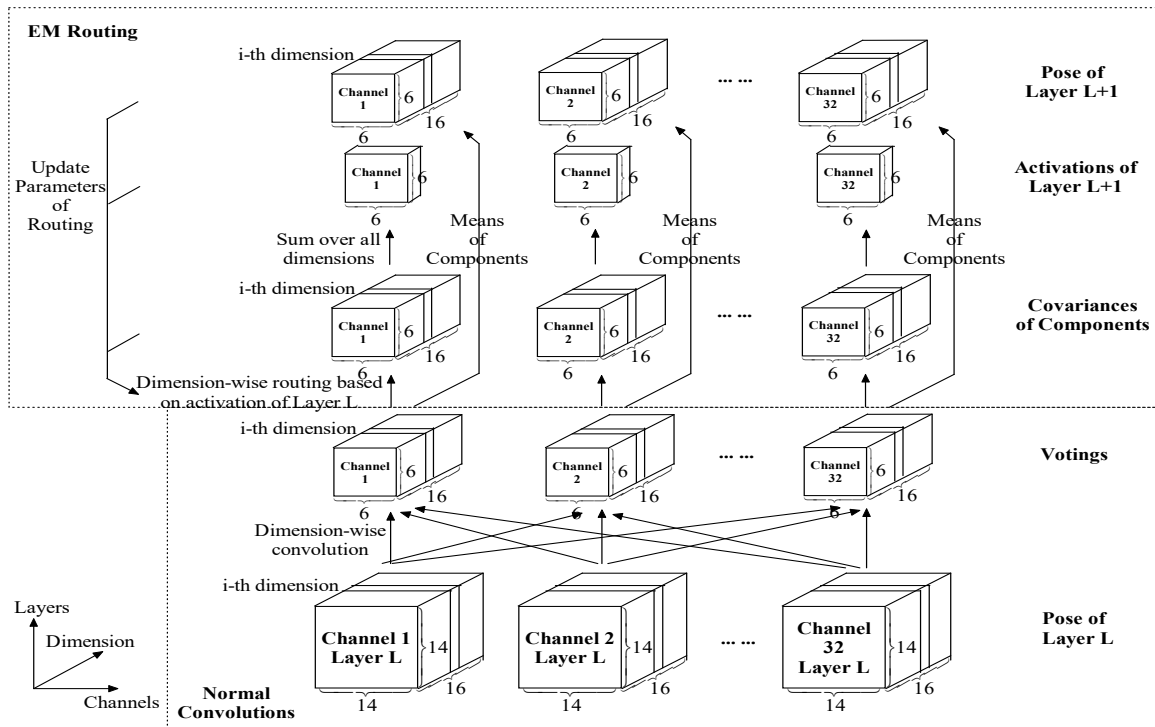 EM Routing
i-th dimension
Channel 1
6
16
6
Channel 2
6
16
6
... ...
Channel 32
6
16
6
Pose of
Layer L+1
Update
Parameters
of
Routing
Channel 1
6
6
Channel 2
6
6
Channel 32
6
6
Activations of
Layer L+1
Sum over all
dimensions
Means
of
Components
Means
of
Components
Means
of
Components
i-th dimension
Channel 1
6
16
6
Channel 2
6
16
6
... ...
Channel 32
6
16
6
Covariances
of Components
Dimension-wise routing based
on activation of Layer L
i-th dimension
Channel 1
6
16
6
Channel 2
6
16
6
... ...
Channel 32
6
16
6
Votings
Dimension-wise
convolution
i-th dimension
Channel 1
Layer L
14
16
14
Channel 2
Layer L
14
16
14
... ...
Channel
32
Layer L
14
16
14
Pose of
Layer L
Layers
Dimension
Channels
Normal
Convolutions